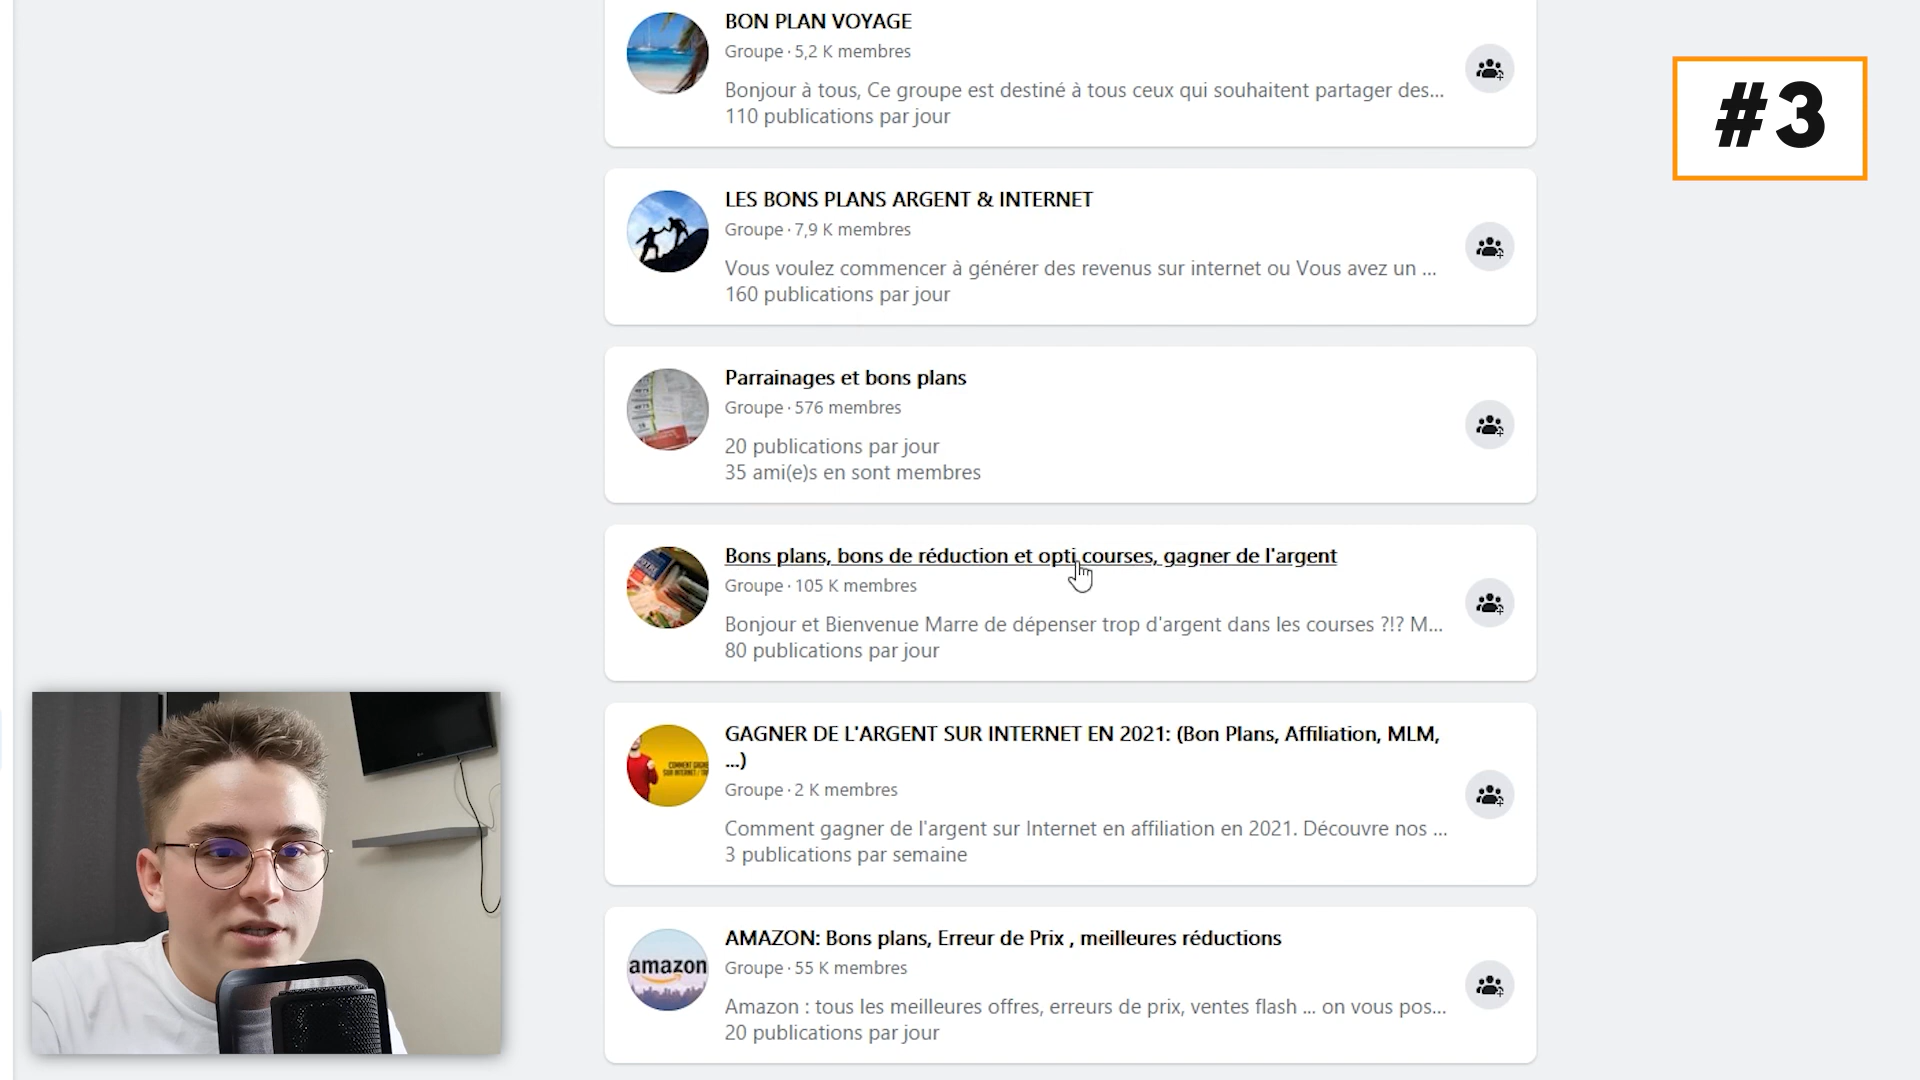 BON PLAN VOYAGE
Groupe · 5,2 K membres
Bonjour à tous, Ce groupe est destiné à tous ceux qui souhaitent partager des...
110 publications par jour
#3
LES BONS PLANS ARGENT & INTERNET
Groupe · 7,9 K membres
Vous voulez commencer à générer des revenus sur internet ou Vous avez un ...
160 publications par jour
Parrainages et bons plans
Groupe · 576 membres
20 publications par jour
35 ami(e)s en sont membres
Bons plans, bons de réduction et opti courses, gagner de l'argent
Groupe · 105 K membres
Bonjour et Bienvenue Marre de dépenser trop d'argent dans les courses ?!? M...
80 publications par jour
GAGNER DE L'ARGENT SUR INTERNET EN 2021: (Bon Plans, Affiliation, MLM,
...)
Groupe · 2 K membres
Comment gagner de l'argent sur Internet en affiliation en 2021. Découvre nos ...
3 publications par semaine
AMAZON: Bons plans, Erreur de Prix , meilleures réductions
Groupe · 55 K membres
amazon
Amazon : tous les meilleures offres, erreurs de prix, ventes flash ... on vous pos...
20 publications par jour